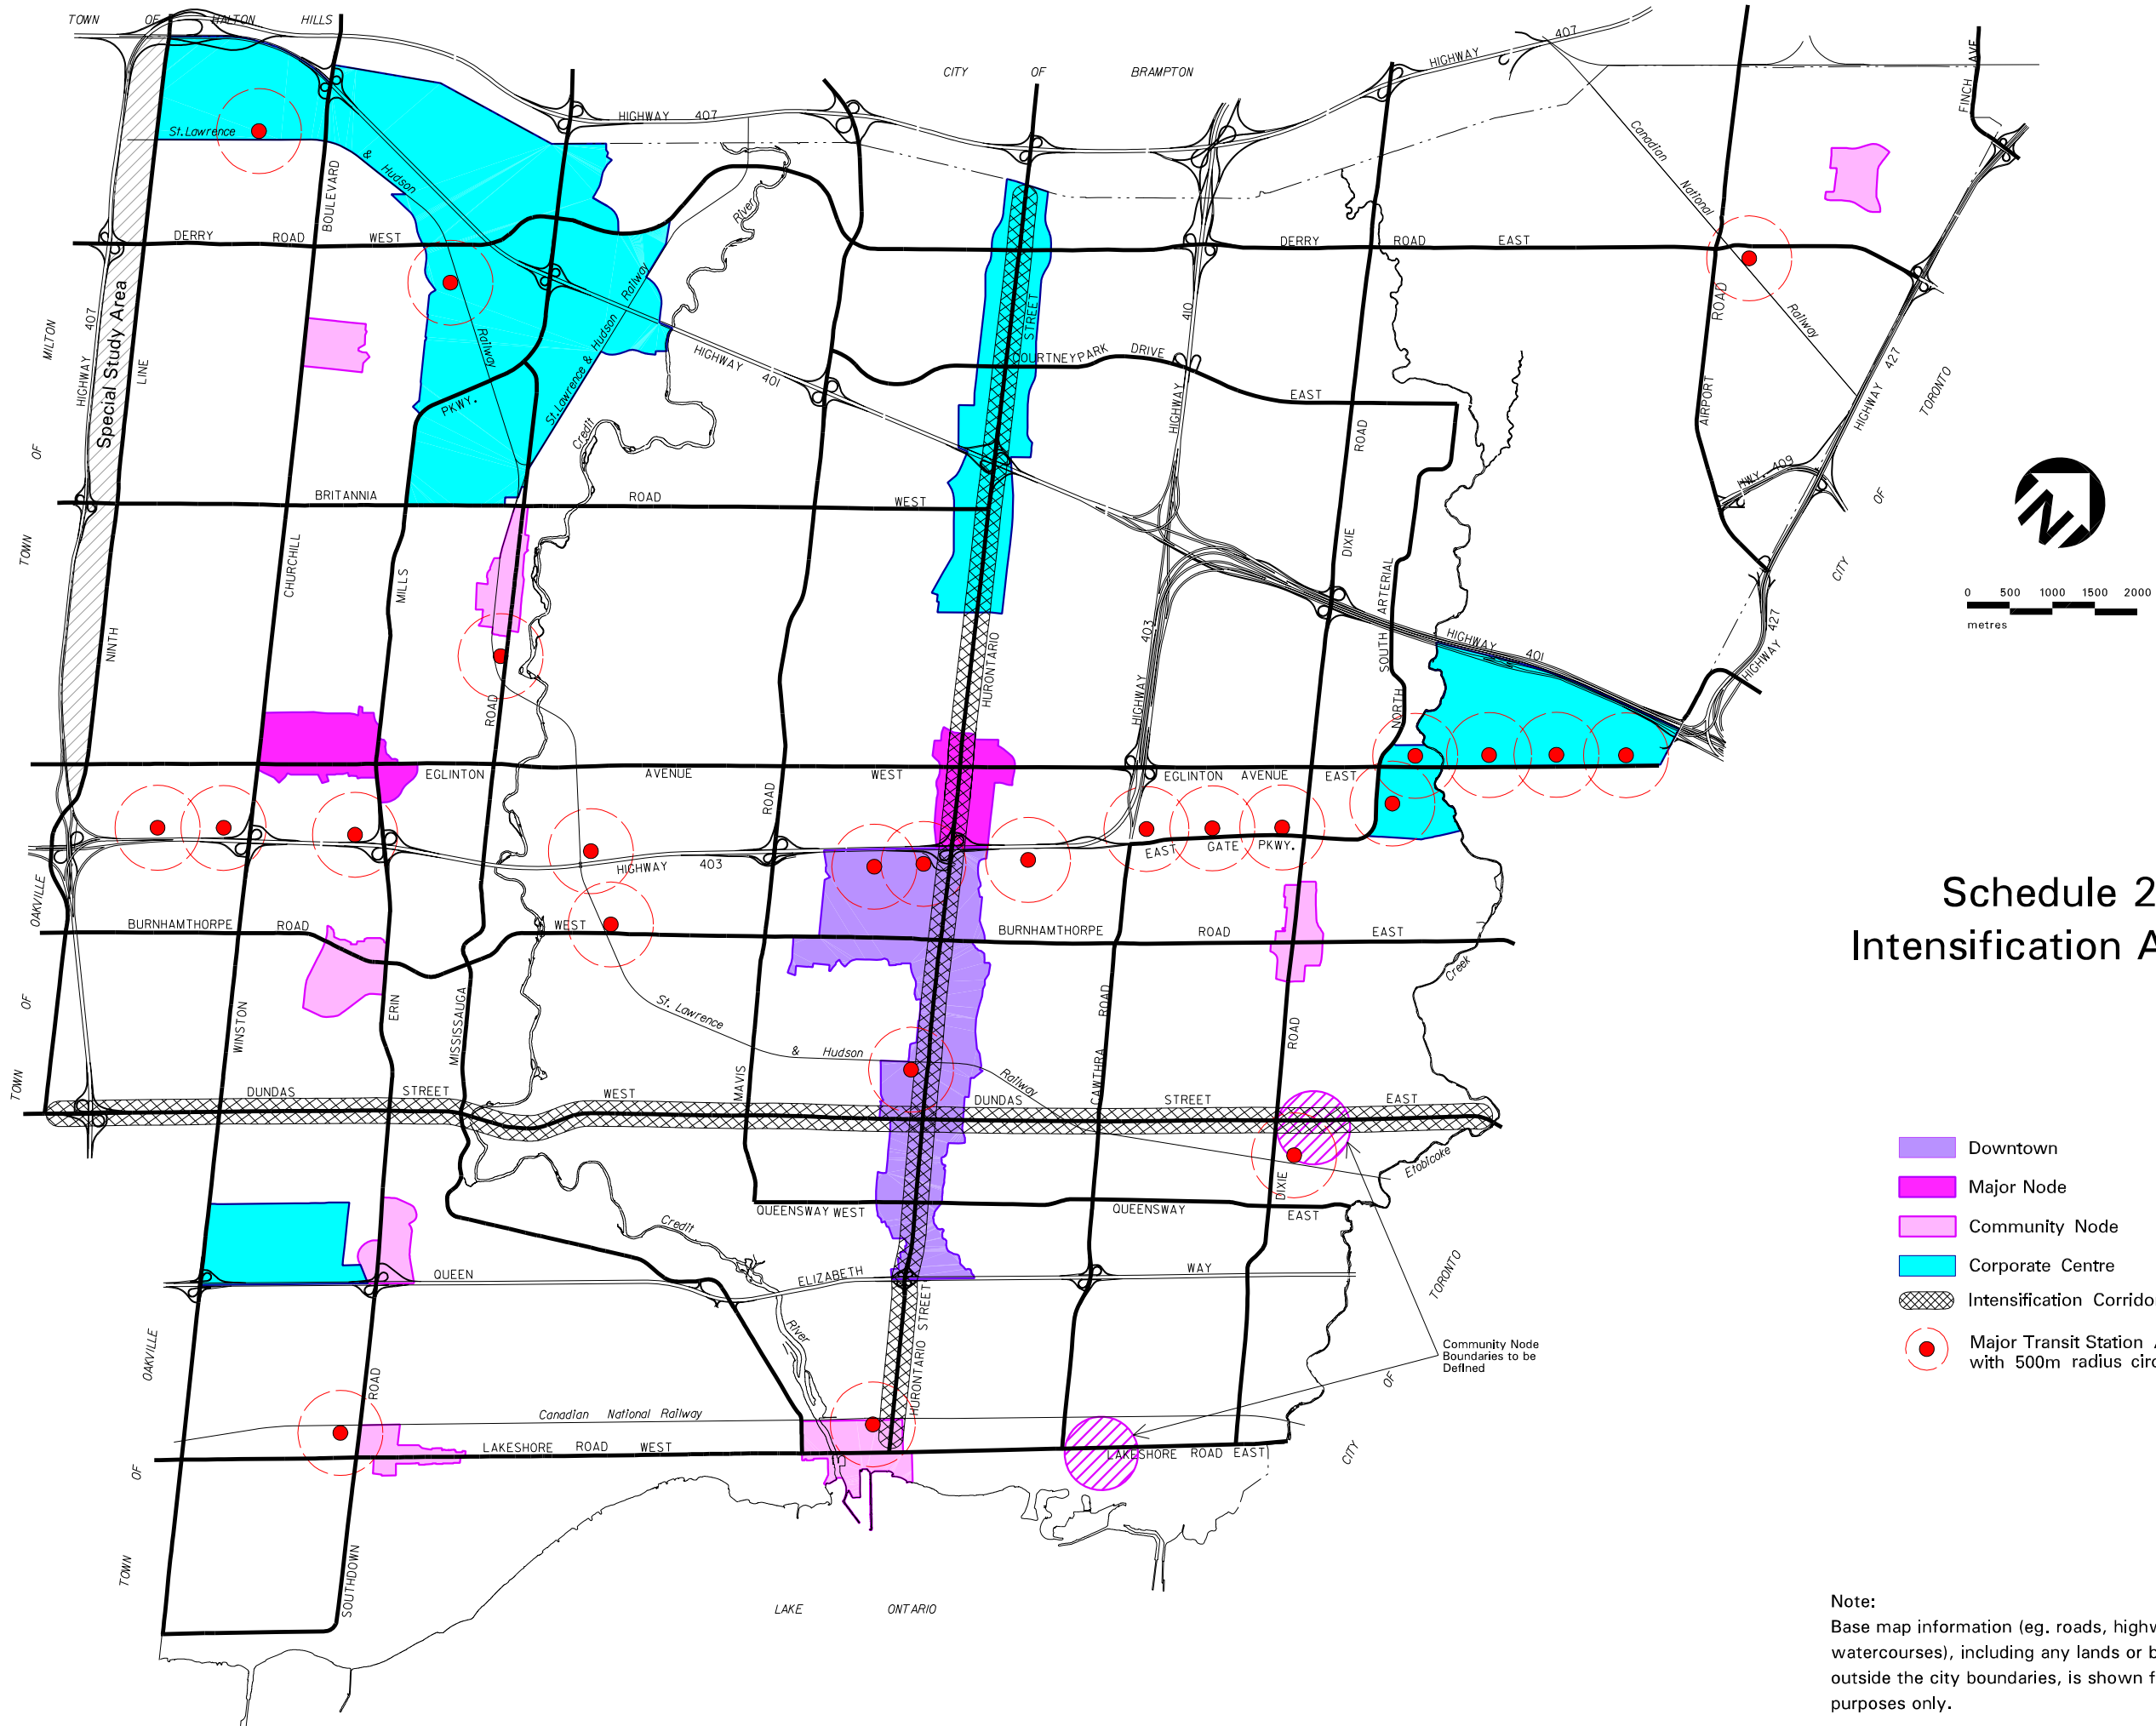 TOWN OF HALTON HILLS
CITY OF BRAMPTON
HIGHWAY 407
HIGHWAY 407
FINCH AVE
St.Lawrence
& Hudson
Railway
BOULEVARD
River
Canadian
National
Railway
DERRY ROAD WEST
DERRY ROAD EAST
MILTON
OF
TOWN
HIGHWAY 407
Special Study Area
LINE
NINTH
STREET
410
HIGHWAY
ROAD
AIRPORT
HIGHWAY 427
TORONTO
OF
CITY
HIGHWAY 401
COURTNEYPARK DRIVE
EAST
PKWY.
St.Lawrence & Hudson Railway
Credit
ROAD
DIXIE
HWY. 409
N
BRITANNIA ROAD WEST
CHURCHILL
MILLS
SOUTH ARTERIAL
NORTH
0 500 1000 1500 2000
metres
403
HIGHWAY
HURONTARIO
HIGHWAY 401
HIGHWAY 427
ROAD
EGLINTON AVENUE WEST
EGLINTON AVENUE EAST
ROAD
HIGHWAY 403
EAST GATE PKWY.
Schedule 2
Intensification A
OAKVILLE
OF
TOWN
BURNHAMTHORPE ROAD
WEST
BURNHAMTHORPE ROAD EAST
Creek
WINSTON
ERIN
MISSISSAUGA
St. Lawrence
& Hudson
Railway
ROAD
CAWTHRA
ROAD
MAVIS
DUNDAS STREET WEST
DUNDAS STREET EAST
Etobicoke
DIXIE
Downtown
Major Node
Community Node
Corporate Centre
Intensification Corrido
Major Transit Station
with 500m radius circ
QUEENSWAY WEST
QUEENSWAY EAST
Credit
River
QUEEN ELIZABETH WAY
HURONTARIO STREET
TORONTO
OF
CITY
Community Node
Boundaries to be
Defined
OAKVILLE
OF
TOWN
ROAD
SOUTHDOWN
Canadian National Railway
LAKESHORE ROAD WEST
LAKESHORE ROAD EAST
LAKE ONTARIO
Note:
Base map information (eg. roads, highw
watercourses), including any lands or b
outside the city boundaries, is shown f
purposes only.